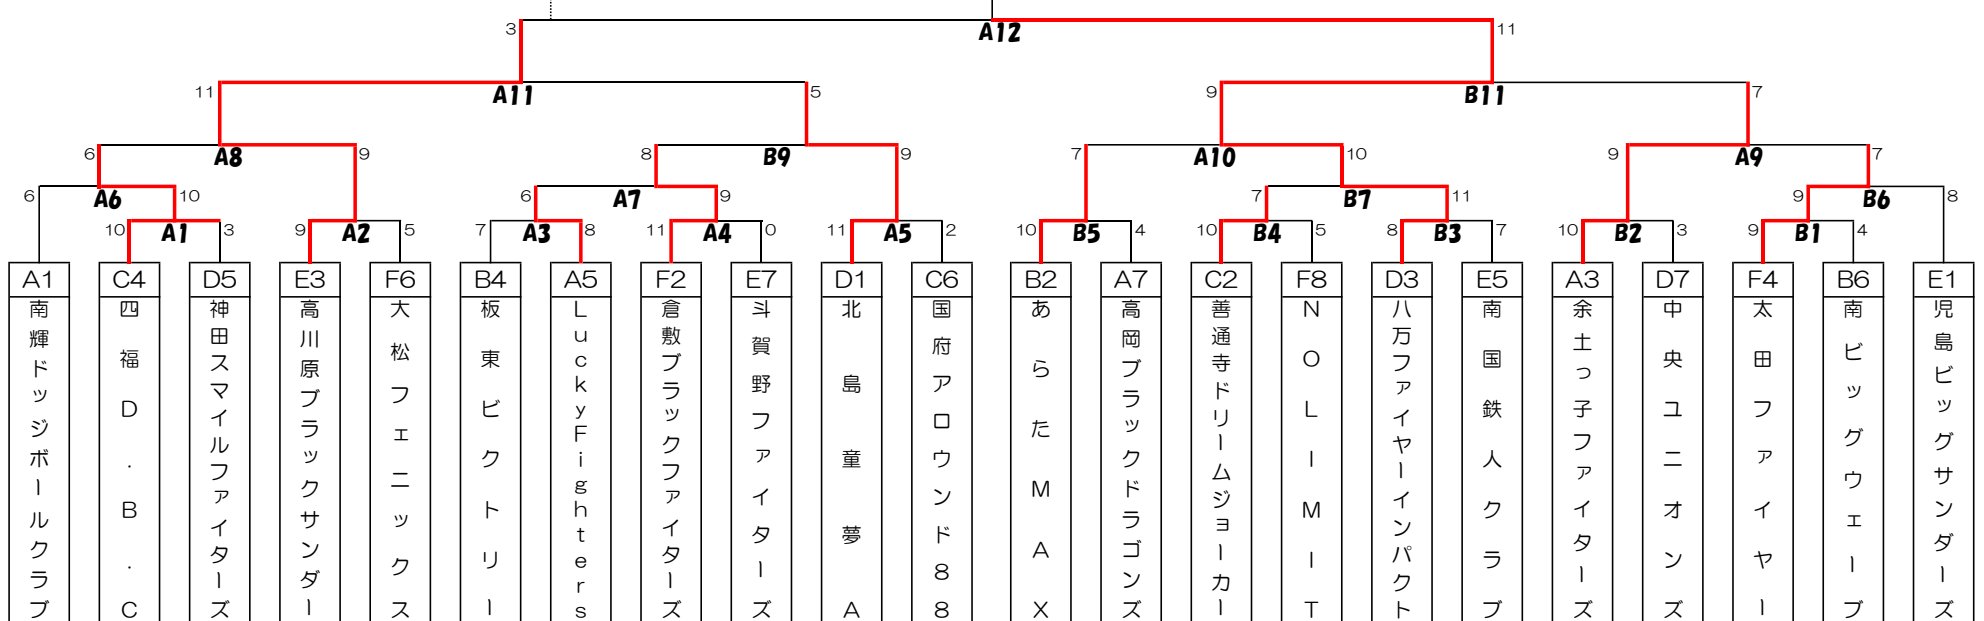 3 A12 11
11 A11 5 9 B11 7
6 A8 9 8 B9 9 7 A10 10 9 A9 7
6 A6 10 6 A7 9 7 B7 11 9 B6 8
10 A1 3 9 A2 5 7 A3 8 11 A4 0 11 A5 2 10 B5 4 10 B4 5 8 B3 7 10 B2 3 9 B1 4
A1 C4 D5 E3 F6 B4 A5 F2 E7 D1 C6 B2 A7 C2 F8 D3 E5 A3 D7 F4 B6 E1
南輝ドッジボールクラブ
四福D.B.C
神田スマイルファイターズ
高川原ブラックサンダー
大松フェニックス
板東ビクトリー
LuckyFighters
倉敷ブラックファイターズ
斗賀野ファイターズ
北島童夢A
国府アロウンド88
あらたMAX
高岡ブラックドラゴンズ
善通寺ドリームジョーカー
NOLIMIT
八万ファイヤーインパクト
南国鉄人クラブ
余土っ子ファイターズ
中央ユニオンズ
太田ファイヤー
南ビッグウェーブ
児島ビッグサンダーズ